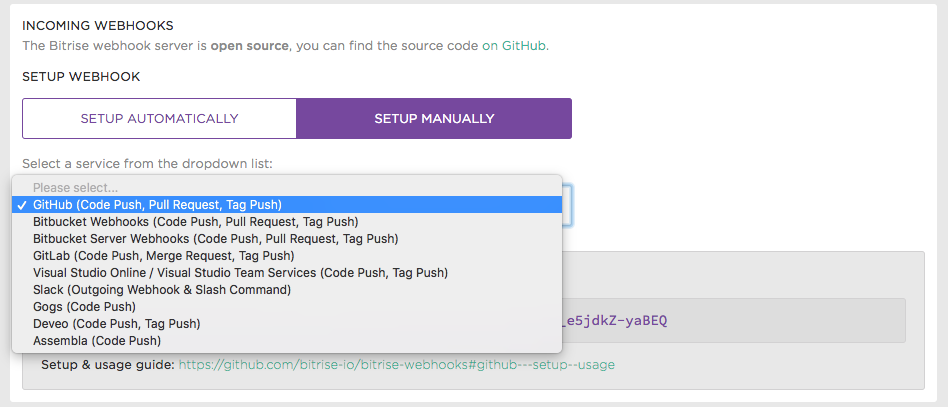 INCOMING WEBHOOKS
The Bitrise webhook server is open source, you can find the source code on GitHub.
SETUP WEBHOOK
SETUP AUTOMATICALLY
SETUP MANUALLY
Select a service from the dropdown list:
Please select...
✓ GitHub (Code Push, Pull Request, Tag Push)
Bitbucket Webhooks (Code Push, Pull Request, Tag Push)
Bitbucket Server Webhooks (Code Push, Pull Request, Tag Push)
GitLab (Code Push, Merge Request, Tag Push)
Visual Studio Online / Visual Studio Team Services (Code Push, Tag Push)
Slack (Outgoing Webhook & Slash Command)
Gogs (Code Push)
_e5jdkZ-yaBEQ
Deveo (Code Push, Tag Push)
Assembla (Code Push)
Setup & usage guide: https://github.com/bitrise-io/bitrise-webhooks#github---setup--usage